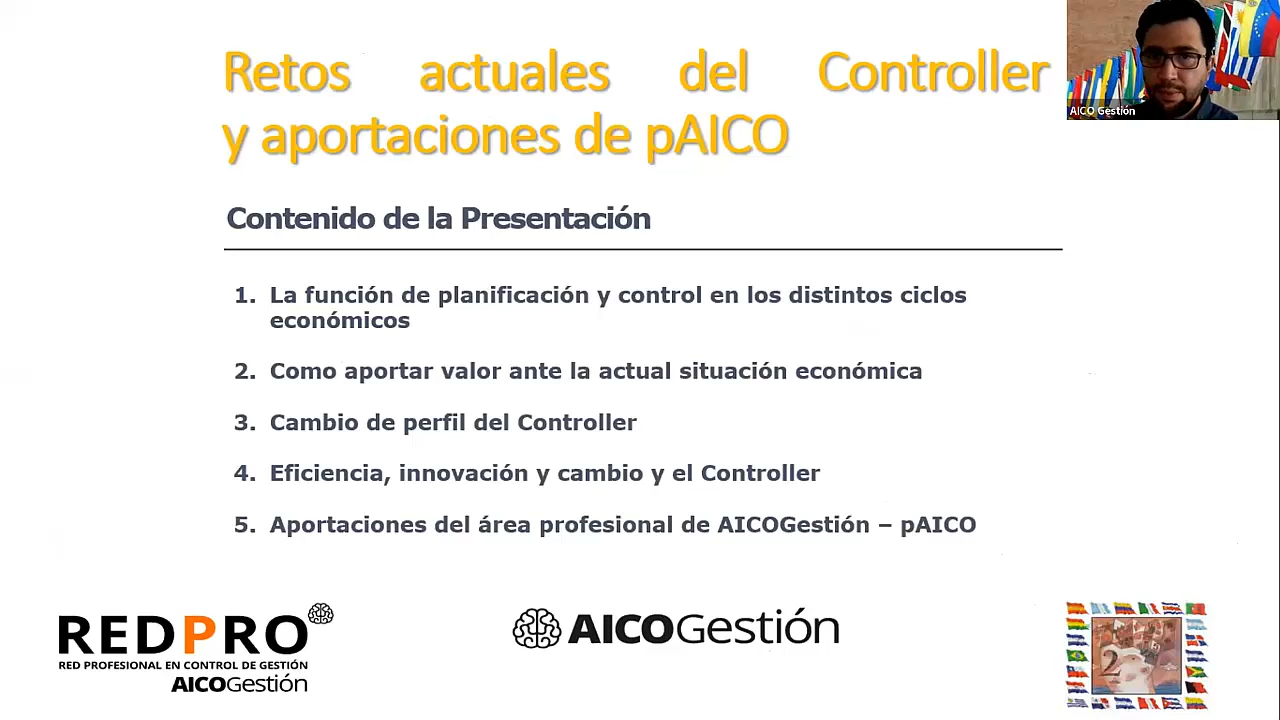 Retos actuales del Controller
y aportaciones de pAICO
AICO Gestión
Contenido de la Presentación
1. La función de planificación y control en los distintos ciclos
económicos
2. Como aportar valor ante la actual situación económica
3. Cambio de perfil del Controller
4. Eficiencia, innovación y cambio y el Controller
5. Aportaciones del área profesional de AICOGestión – pAICO
REDPRO
RED PROFESIONAL EN CONTROL DE GESTIÓN
AICOGestión
AICOGestión
2